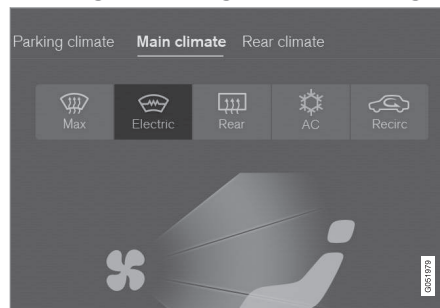 Parking climate Main climate Rear climate
Max Electric Rear AC Recirc
G051979